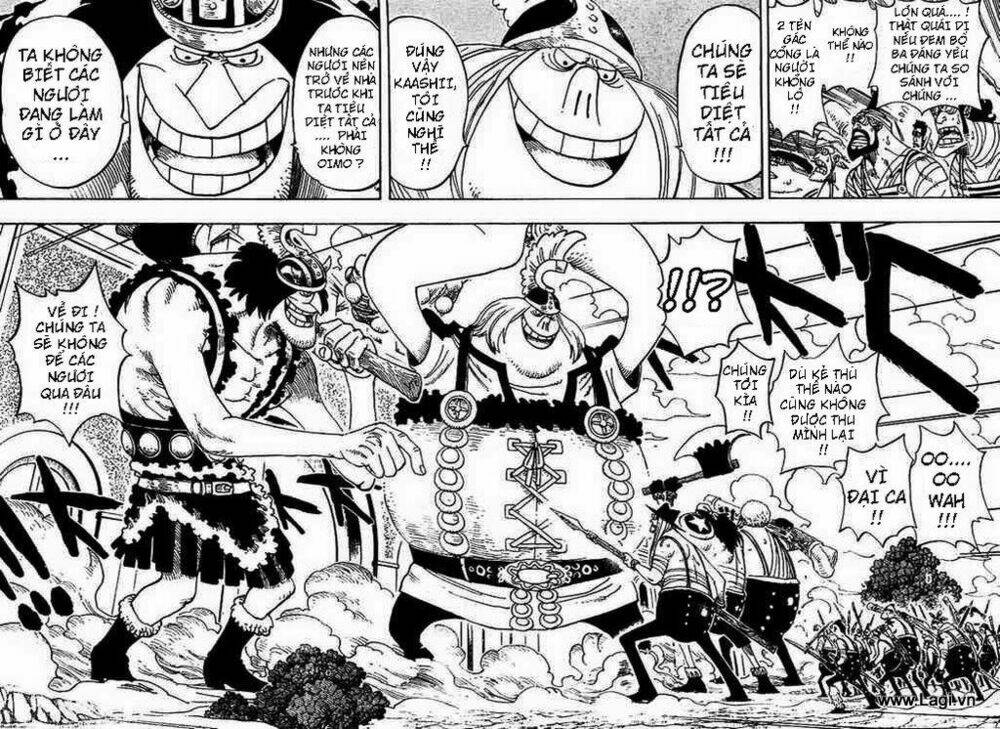 LỚN QUÁ....!
THẬT QUÁI DỊ
NẾU ĐEM BỘ
BA ĐÁNG YÊU
CHÚNG TA SO
SÁNH VỚI
CHÚNG ...
KHÔNG
THỂ NÀO
!!
2 TÊN
GÁC
CỔNG LÀ
NGƯỜI
KHỔNG
LỒ !!
CHÚNG
TA SẼ
TIÊU
DIỆT
TẤT CẢ
!!!
ĐÚNG
VẬY
KAASHII,
TÔI
CŨNG
NGHĨ
THẾ
!!
NHƯNG CÁC
NGƯỜI NÊN
TRỞ VỀ NHÀ
TRƯỚC KHI
TA TIÊU
DIỆT TẤT CẢ
.... PHẢI
KHÔNG
OIMO ?
TA KHÔNG
BIẾT CÁC
NGƯƠI
ĐANG LÀM
GÌ Ở ĐÂY
...
!!?
DÙ KẺ THÙ
THẾ NÀO
CŨNG KHÔNG
ĐƯỢC THU
MÌNH LẠI
!!
CHÚNG
TỚI
KÌA
!!
OO....
OO
WAH
!!!
VÌ
ĐẠI CA
!!
VỀ ĐI !
CHÚNG TA
SẼ KHÔNG
ĐỂ CÁC
NGƯƠI
QUA ĐÂU
!!!
www.Lagi.vn